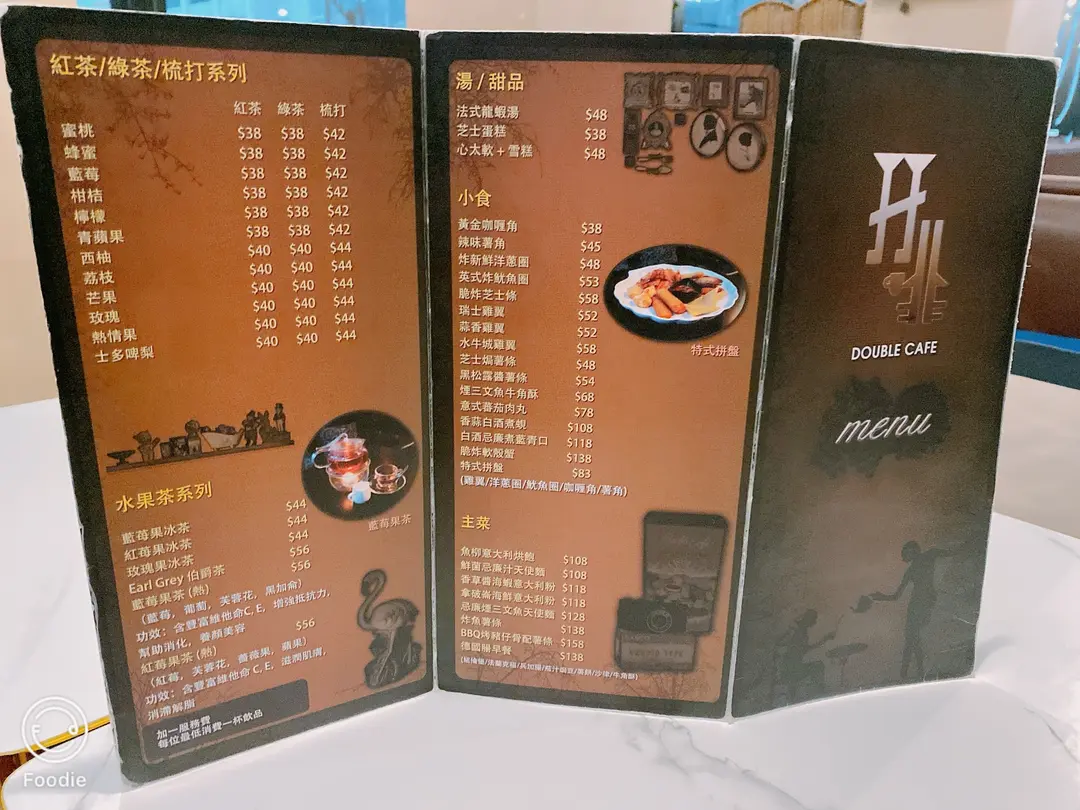 紅茶/綠茶/梳打系列
紅茶 綠茶 梳打
蜜桃 $38 $38 $42
蜂蜜 $38 $38 $42
藍莓 $38 $38 $42
柑桔 $38 $38 $42
檸檬 $38 $38 $42
青蘋果 $38 $38 $42
西柚 $40 $40 $44
荔枝 $40 $40 $44
芒果 $40 $40 $44
玫瑰 $40 $40 $44
熱情果 $40 $40 $44
士多啤梨 $40 $40 $44
藍莓果茶
水果茶系列
藍莓果冰茶 $44
紅莓果冰茶 $44
玫瑰果冰茶 $44
Earl Grey 伯爵茶 $56
藍莓果茶 (熱) $56
(藍莓, 葡萄, 芙蓉花, 黑加侖)
功效: 含豐富維他命C, E, 增強抵抗力,
幫助消化, 養顏美容
紅莓果茶 (熱) $56
(紅莓, 芙蓉花, 薔薇果, 蘋果)
功效: 含豐富維他命 C, E, 滋潤肌膚,
消滯解脂
加一服務費
每位最低消費一杯飲品
湯 / 甜品
法式龍蝦湯 $48
芝士蛋糕 $38
心太軟 + 雪糕 $48
小食
黃金咖喱角 $38
辣味薯角 $45
炸新鮮洋蔥圈 $48
英式炸魷魚圈 $53
脆炸芝士條 $58
瑞士雞翼 $52
蒜香雞翼 $52
水牛城雞翼 $58
芝士焗薯條 $48
黑松露醬薯條 $54
煙三文魚牛角酥 $68
意式蕃茄肉丸 $78
香蒜白酒煮蜆 $108
白酒忌廉煮藍青口 $118
脆炸軟殼蟹 $138
特式拼盤 $83
(雞翼/洋蔥圈/魷魚圈/咖喱角/薯角)
特式拼盤
主菜
魚柳意大利烘飽 $108
鮮菌忌廉汁天使麵 $108
香草醬海蝦意大利粉 $118
拿破崙海鮮意大利粉 $118
忌廉煙三文魚天使麵 $128
炸魚薯條 $138
BBQ烤豬仔骨配薯條 $158
德國腸早餐 $138
DOUBLE CAFE
menu
Foodie